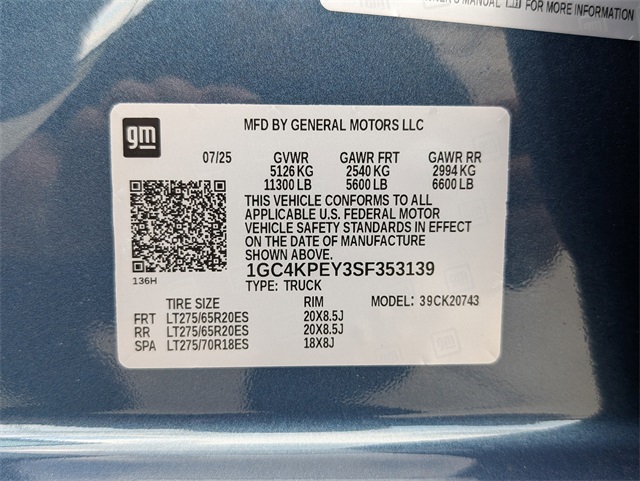 MANUAL FOR MORE INFORMATION
gm
MFD BY GENERAL MOTORS LLC
07/25 GVWR GAWR FRT GAWR RR
5126 KG 2540 KG 2994 KG
11300 LB 5600 LB 6600 LB
THIS VEHICLE CONFORMS TO ALL
APPLICABLE U.S. FEDERAL MOTOR
VEHICLE SAFETY STANDARDS IN EFFECT
ON THE DATE OF MANUFACTURE
SHOWN ABOVE.
136H
1GC4KPEY3SF353139
TYPE: TRUCK
TIRE SIZE RIM MODEL: 39CK20743
FRT LT275/65R20ES 20X8.5J
RR LT275/65R20ES 20X8.5J
SPA LT275/70R18ES 18X8J